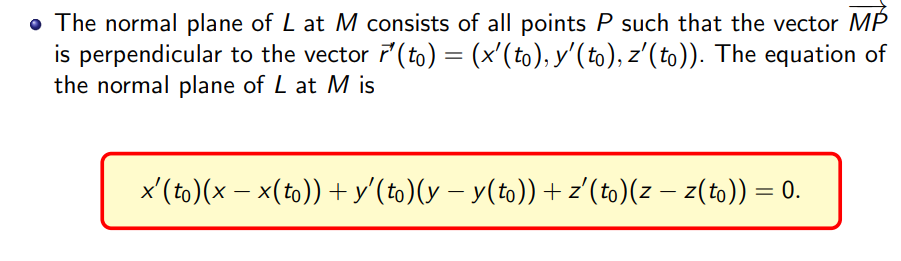 The normal plane of L at M consists of all points P such that the vector $\overrightarrow{MP}$
is perpendicular to the vector $\vec{r}'(t_0) = (x'(t_0), y'(t_0), z'(t_0))$. The equation of
the normal plane of L at M is
$x'(t_0)(x - x(t_0)) + y'(t_0)(y - y(t_0)) + z'(t_0)(z - z(t_0)) = 0.$